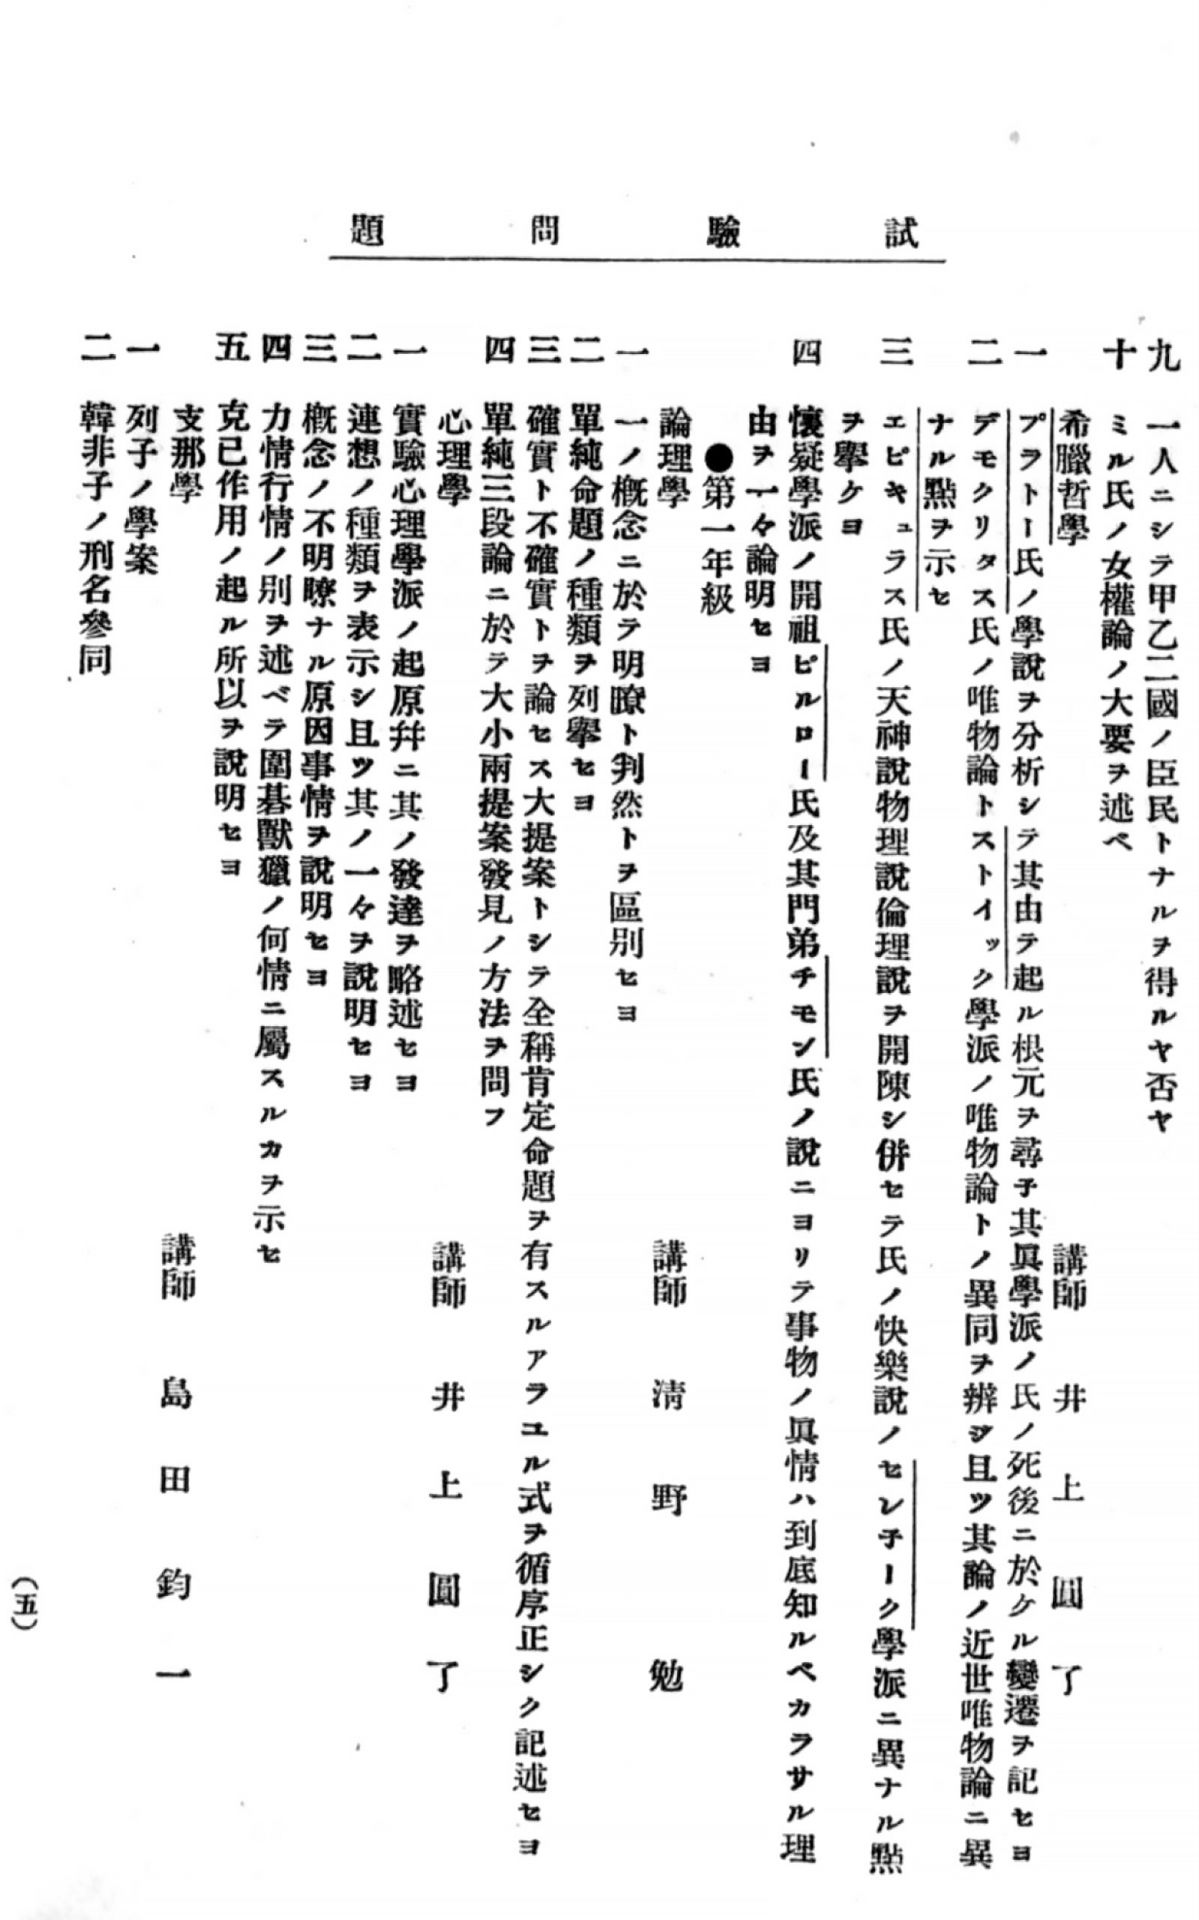 試驗問題
九 一人ニシテ甲乙二國ノ臣民トナルヲ得ルヤ否ヤ
十 ミル氏ノ女權論ノ大要ヲ述ベ
希臘哲學 講師 井上圓了
一 プラトー氏ノ學說ヲ分析シテ其由テ起ル根元ヲ尋子其眞學派ノ氏ノ死後ニ於ケル變遷ヲ記セヨ
二 デモクリタス氏ノ唯物論トストイック學派ノ唯物論トノ異同ヲ辨ジ且ツ其論ノ近世唯物論ニ異
ナル點ヲ示セ
三 エピキュラス氏ノ天神說物理說倫理說ヲ開陳シ併セテ氏ノ快樂說ノセレ子ーク學派ニ異ナル點
ヲ擧ケヨ
四 懷疑學派ノ開祖ピルロー氏及其門弟チモン氏ノ說ニヨリテ事物ノ眞情ハ到底知ルベカラサル理
由ヲ一々論明セヨ
●第一年級
論理學 講師 淸野勉
一 一ノ槪念ニ於テ明瞭ト判然トヲ區別セヨ
二 單純命題ノ種類ヲ列擧セヨ
三 確實ト不確實トヲ論セス大提案トシテ全稱肯定命題ヲ有スルアラユル式ヲ循序正シク記述セヨ
四 單純三段論ニ於テ大小兩提案發見ノ方法ヲ問フ
心理學 講師 井上圓了
一 實驗心理學派ノ起原幷ニ其ノ發達ヲ略述セヨ
二 連想ノ種類ヲ表示シ且ツ其ノ一々ヲ說明セヨ
三 槪念ノ不明瞭ナル原因事情ヲ說明セヨ
四 力情行情ノ別ヲ述ベテ圍碁獸獵ノ何情ニ屬スルカヲ示セ
五 克己作用ノ起ル所以ヲ說明セヨ
支那學 講師 島田鈞一
一 列子ノ學案
二 韓非子ノ刑名參同
(五)